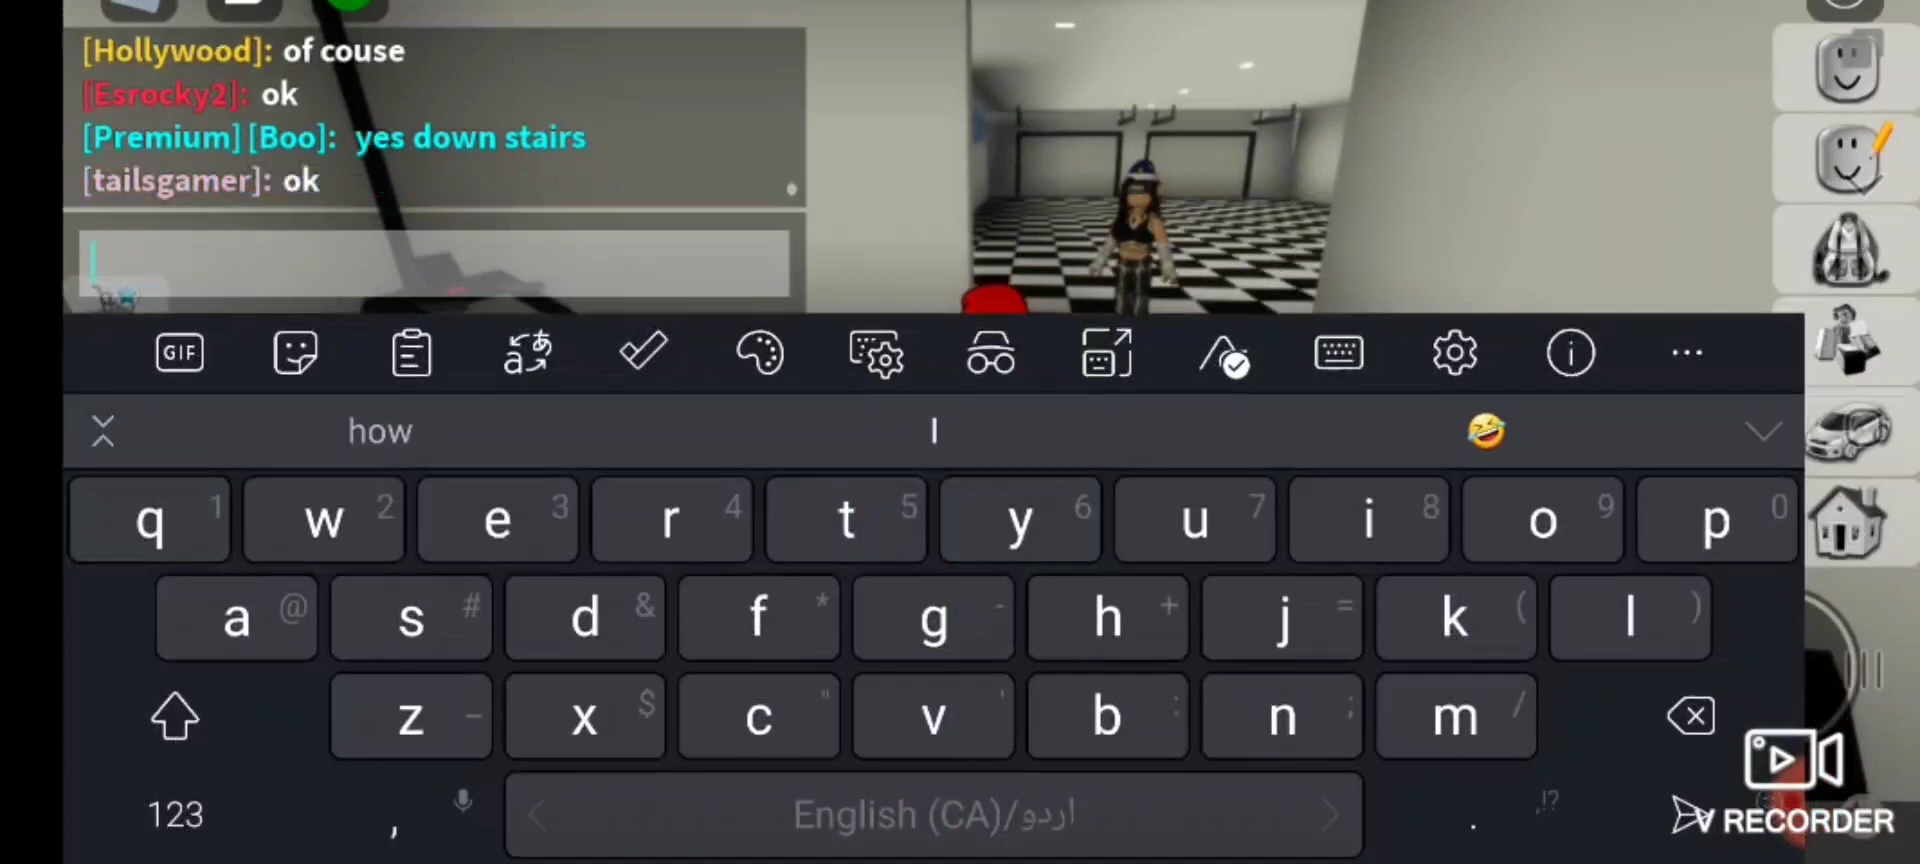 [Hollywood]: of couse
[Esrocky2]: ok
[Premium] [Boo]: yes down stairs
[tailsgamer]: ok
GIF
how I 🤣
q 1 w 2 e 3 r 4 t 5 y 6 u 7 i 8 o 9 p 0
a @ s # d & f * g - h + j = k ( l )
z _ x $ c " v ' b : n ; m /
123 , English (CA)/اردو . ,!?
V RECORDER